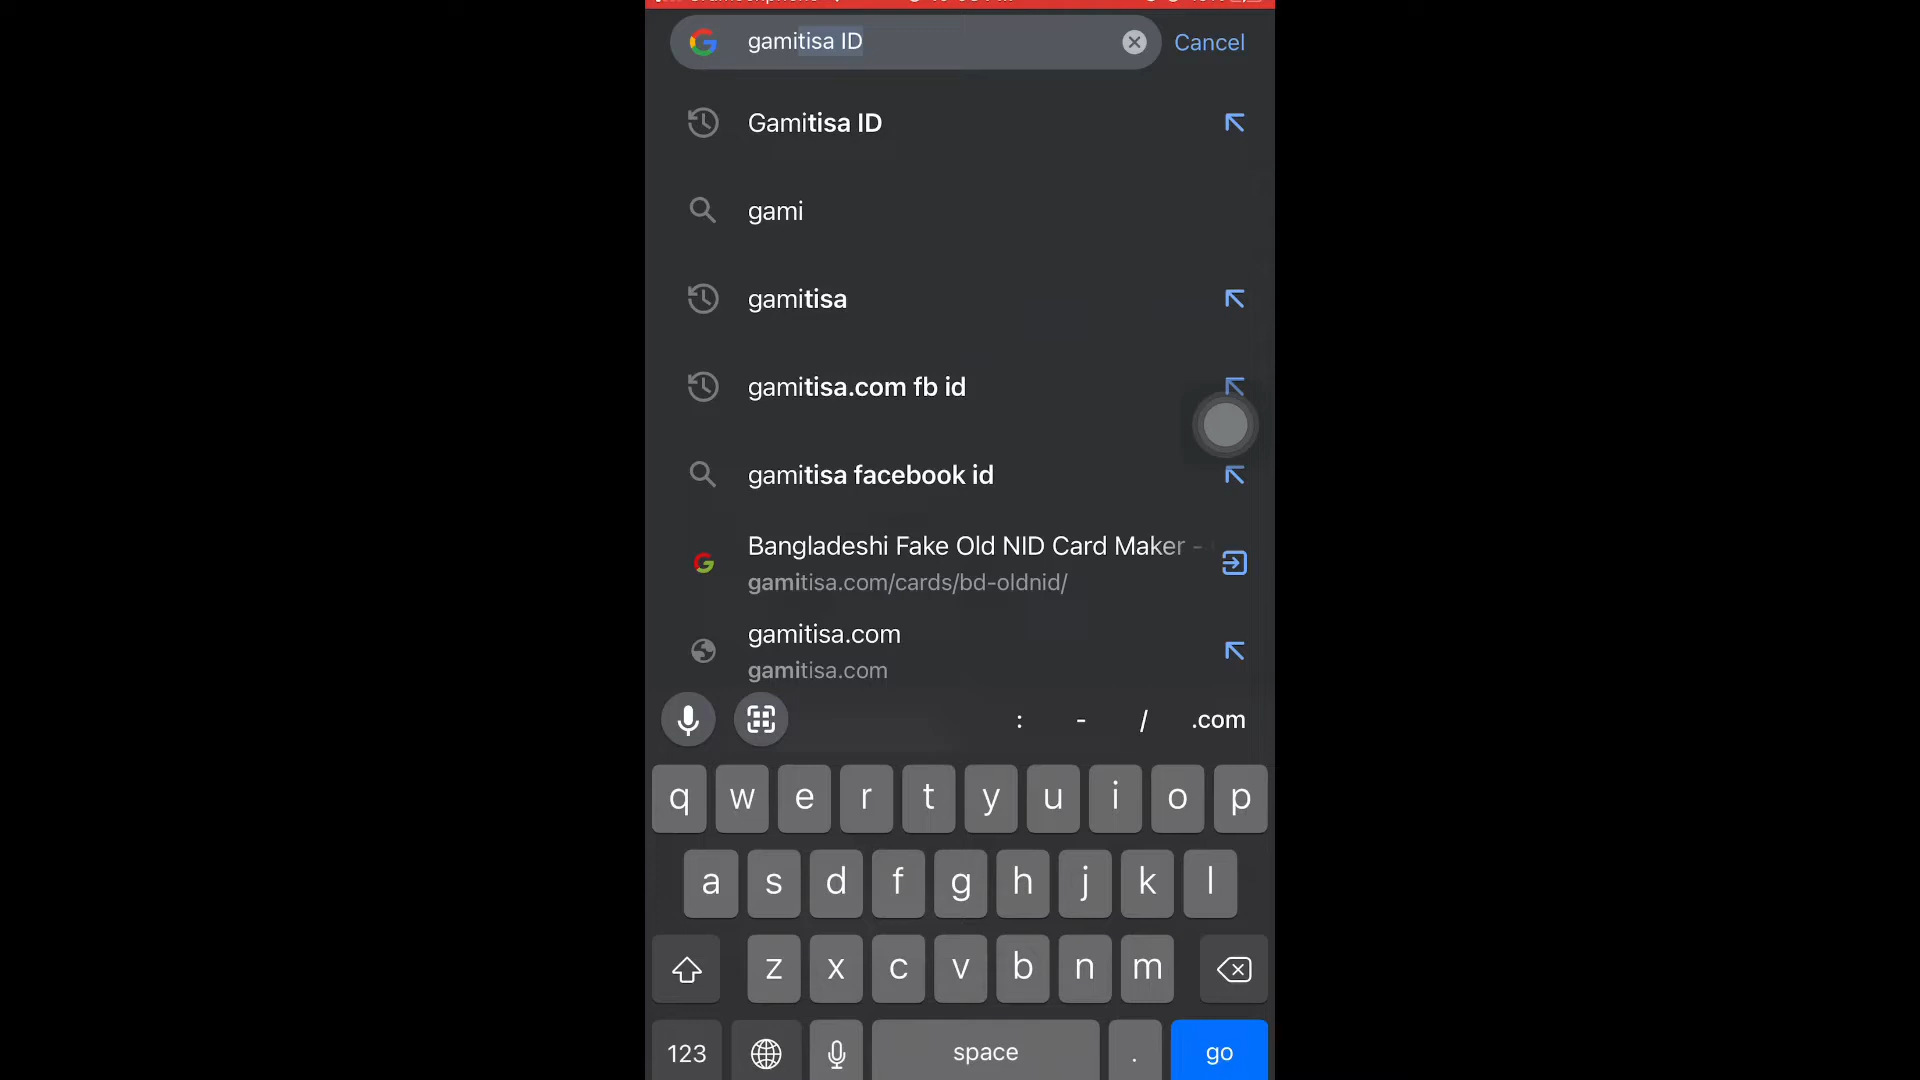 gamitisa ID
Cancel
Gamitisa ID
gami
gamitisa
gamitisa.com fb id
gamitisa facebook id
Bangladeshi Fake Old NID Card Maker -
gamitisa.com/cards/bd-oldnid/
gamitisa.com
gamitisa.com
: - / .com
q w e r t y u i o p
a s d f g h j k l
z x c v b n m
123 space . go